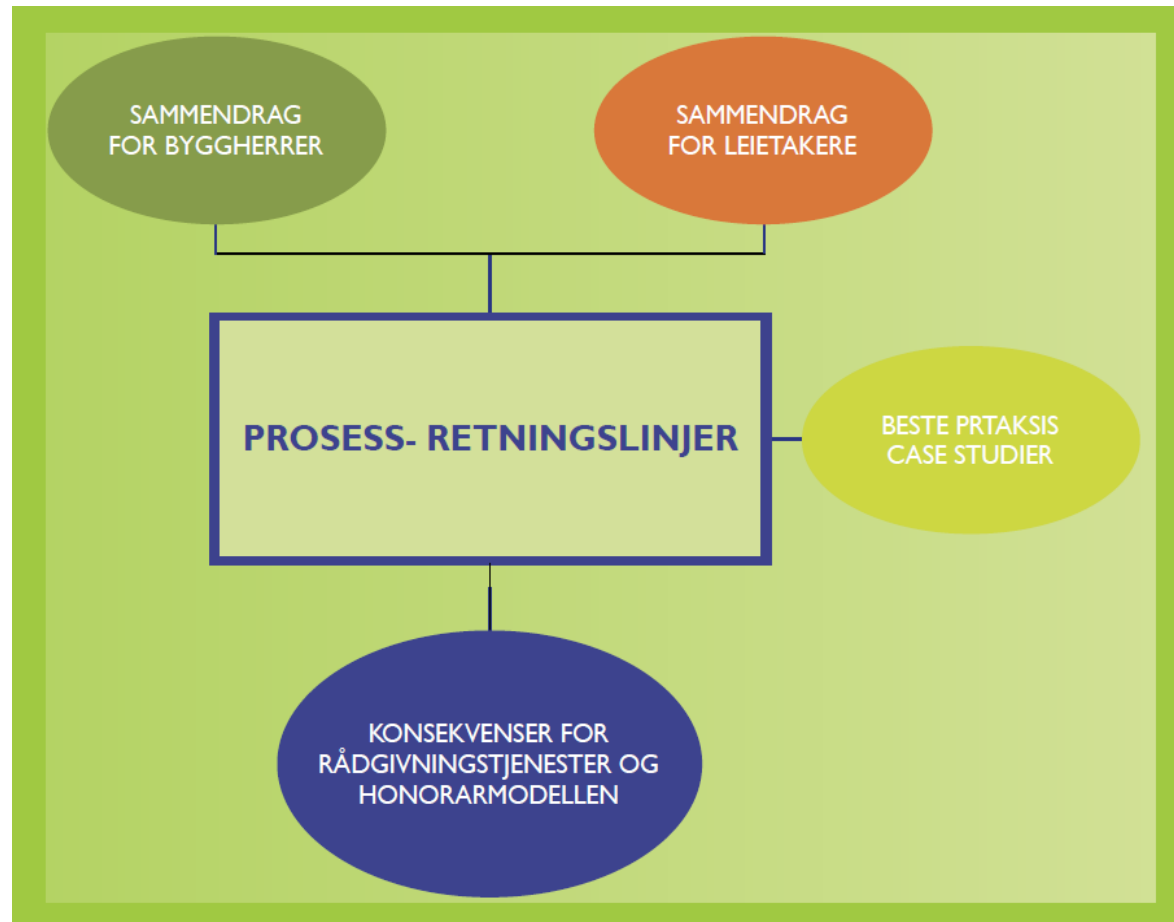 SAMMENDRAG
FOR BYGGHERRER
SAMMENDRAG
FOR LEIETAKERE
PROSESS- RETNINGSLINJER
BESTE PRTAKSIS
CASE STUDIER
KONSEKVENSER FOR
RÅDGIVNINGSTJENESTER OG
HONORARMODELLEN